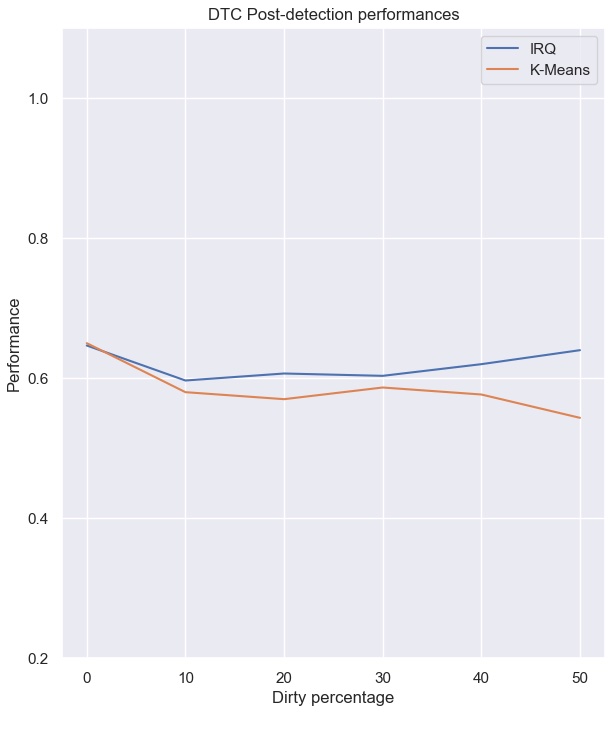 DTC Post-detection performances
IRQ
K-Means
1.0
0.8
0.6
0.4
0.2
Performance
0 10 20 30 40 50
Dirty percentage